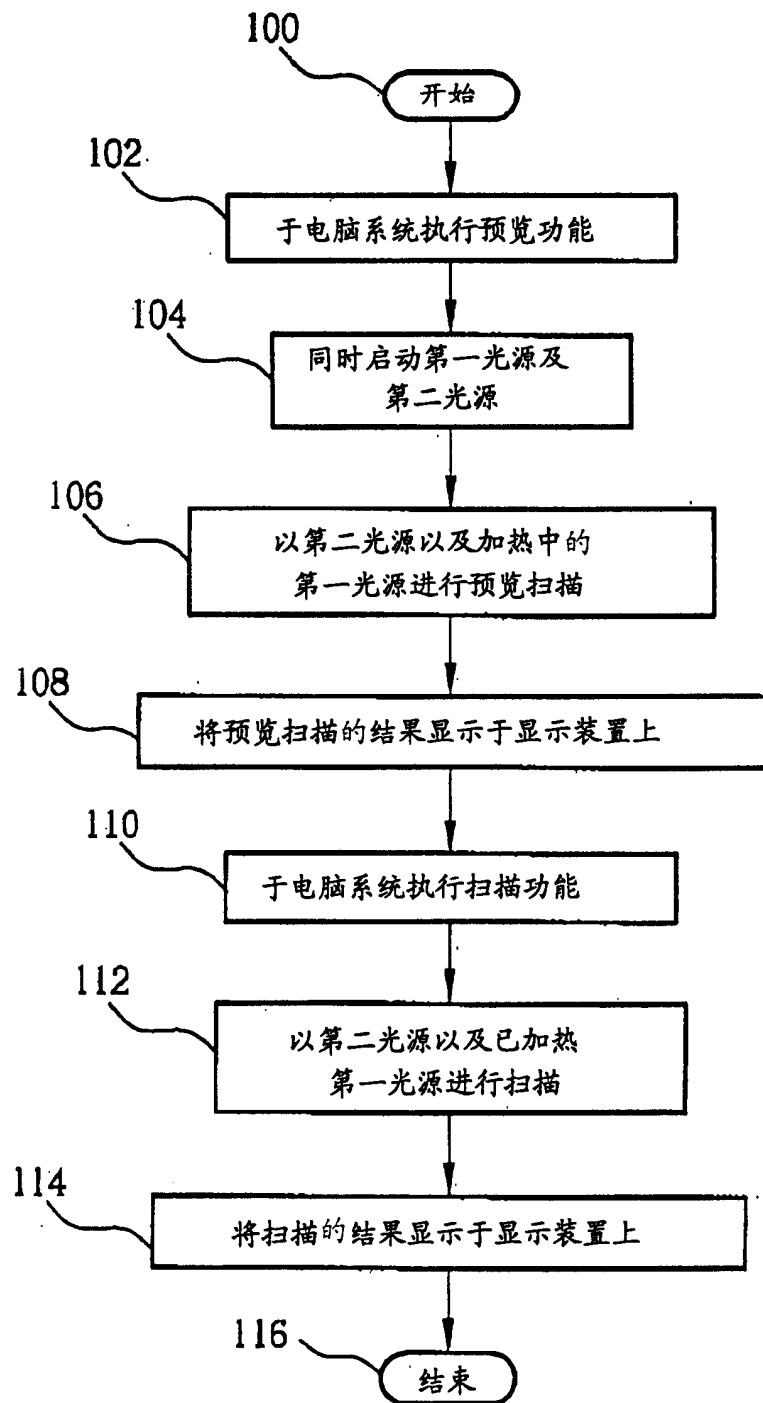 100
开始
102
于电脑系统执行预览功能
104
同时启动第一光源及
第二光源
106
以第二光源以及加热中的
第一光源进行预览扫描
108
将预览扫描的结果显示于显示装置上
110
于电脑系统执行扫描功能
112
以第二光源以及已加热
第一光源进行扫描
114
将扫描的结果显示于显示装置上
116
结束